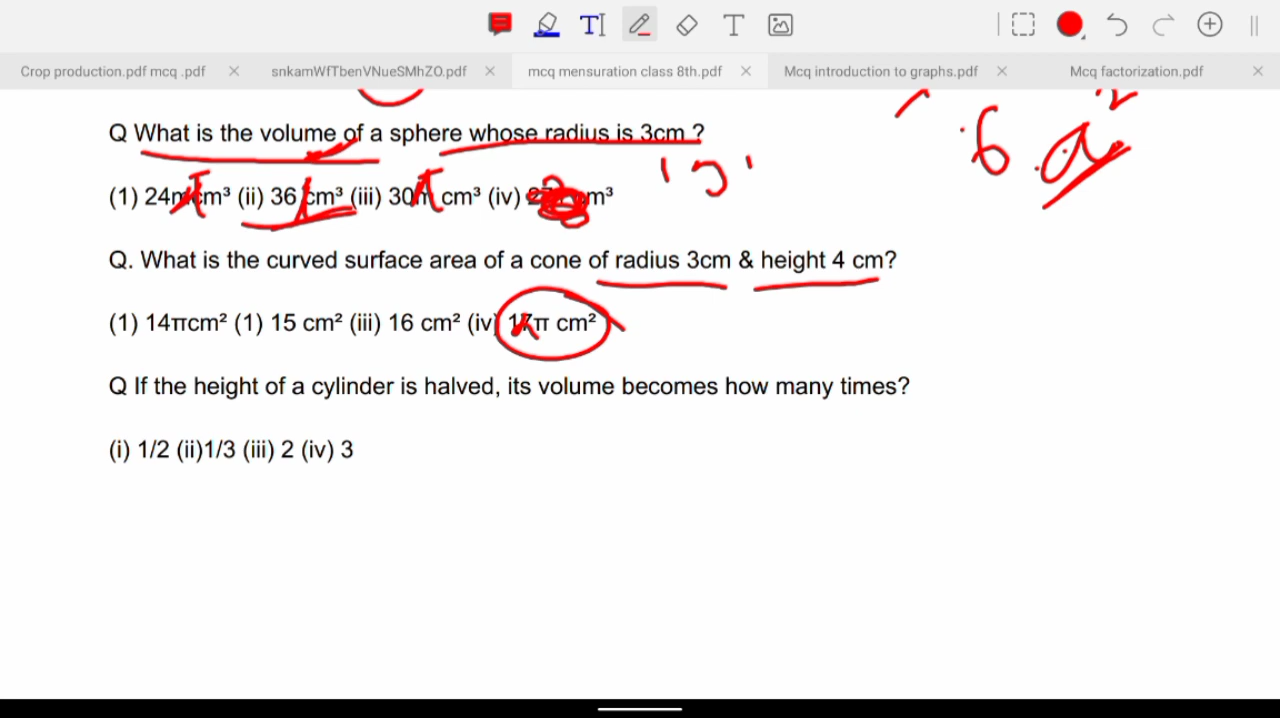 Crop production.pdf mcq .pdf snkamWfTbenVNueSMhZO.pdf mcq mensuration class 8th.pdf Mcq introduction to graphs.pdf Mcq factorization.pdf
6 a²
Q What is the volume of a sphere whose radius is 3cm ?
(1) 24 cm³ (ii) 36 cm³ (iii) 30π cm³ (iv)
Q. What is the curved surface area of a cone of radius 3cm & height 4 cm?
(1) 14πcm² (1) 15 cm² (iii) 16 cm² (iv) π cm²
Q If the height of a cylinder is halved, its volume becomes how many times?
(i) 1/2 (ii)1/3 (iii) 2 (iv) 3